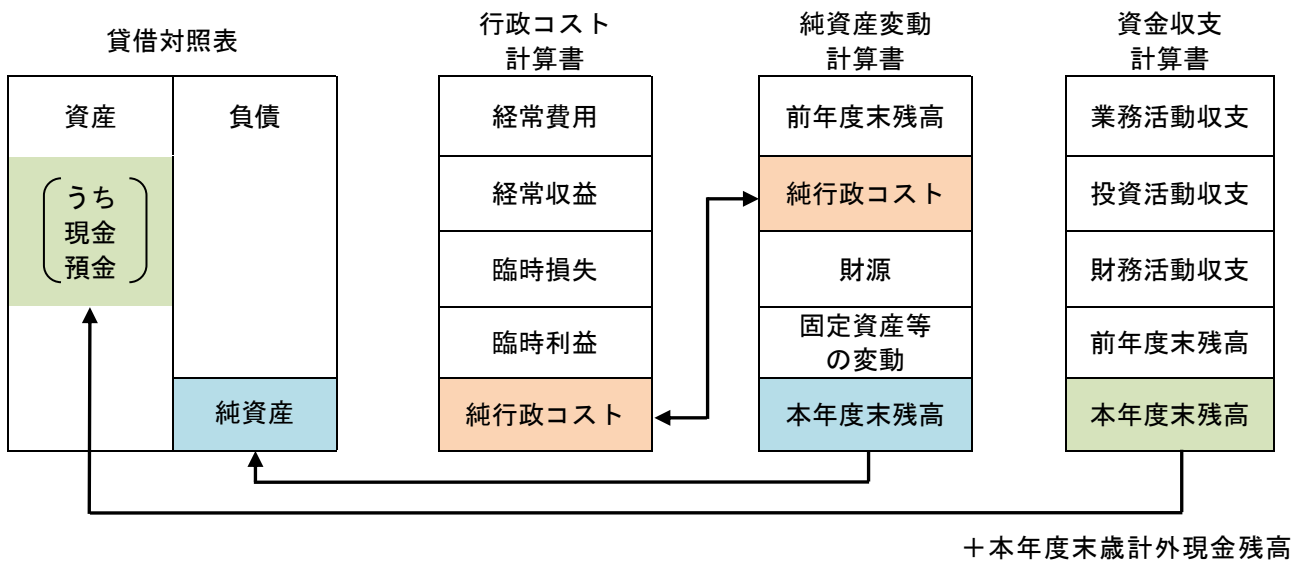 貸借対照表
資産
負債
うち
現金
預金
純資産
行政コスト
計算書
経常費用
経常収益
臨時損失
臨時利益
純行政コスト
純資産変動
計算書
前年度末残高
純行政コスト
財源
固定資産等
の変動
本年度末残高
資金収支
計算書
業務活動収支
投資活動収支
財務活動収支
前年度末残高
本年度末残高
＋本年度末歳計外現金残高